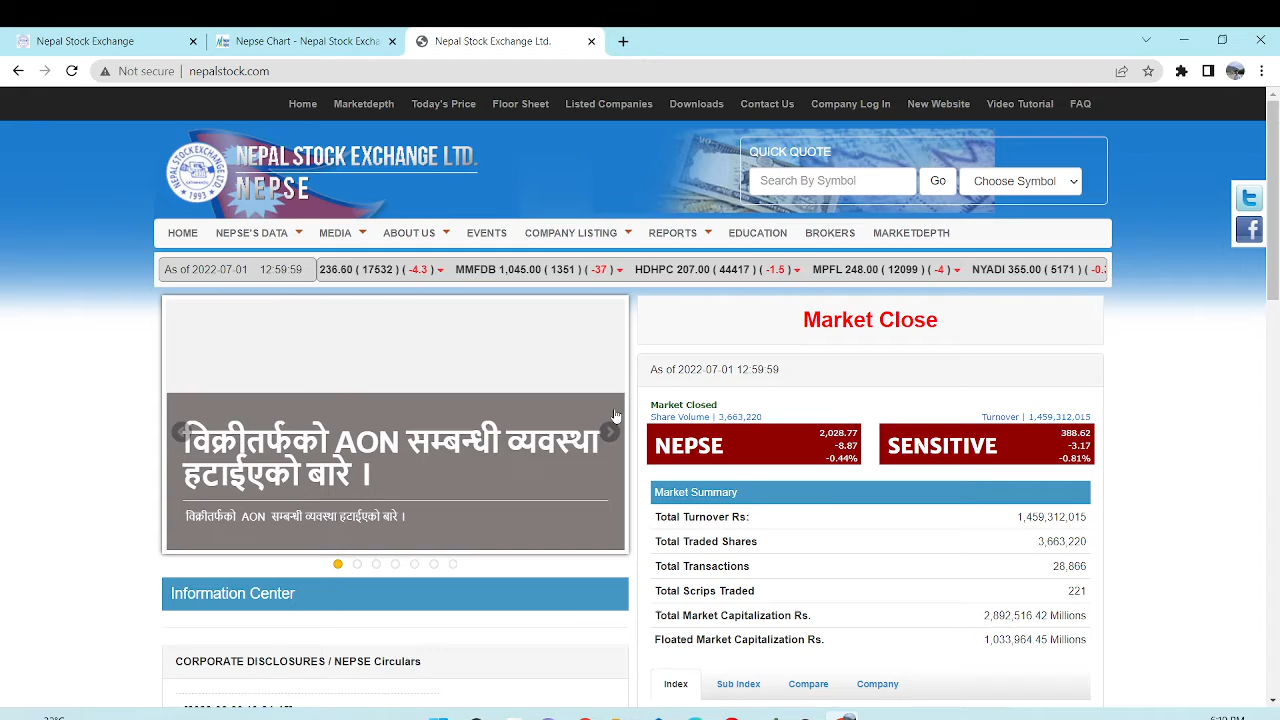 Nepal Stock Exchange
Nepse Chart - Nepal Stock Excha
Nepal Stock Exchange Ltd.
Not secure nepalstock.com
Home Marketdepth Today's Price Floor Sheet Listed Companies Downloads Contact Us Company Log In New Website Video Tutorial FAQ
NEPAL STOCK EXCHANGE LTD.
NEPSE
NEPAL STOCK EXCHANGE LTD
1993
QUICK QUOTE
Search By Symbol Go Choose Symbol
HOME NEPSE'S DATA MEDIA ABOUT US EVENTS COMPANY LISTING REPORTS EDUCATION BROKERS MARKETDEPTH
As of 2022-07-01 12:59:59 236.60 ( 17532 ) ( -4.3 ) MMFDB 1,045.00 ( 1351 ) ( -37 ) HDHPC 207.00 ( 44417 ) ( -1.5 ) MPFL 248.00 ( 12099 ) ( -4 ) NYADI 355.00 ( 5171 )
विक्रीतर्फको AON सम्बन्धी व्यवस्था
हटाईएको बारे ।
विक्रीतर्फको AON सम्बन्धी व्यवस्था हटाईएको बारे ।
Information Center
CORPORATE DISCLOSURES / NEPSE Circulars
Market Close
As of 2022-07-01 12:59:59
Market Closed
Share Volume | 3,663,220 Turnover | 1,459,312,015
NEPSE 2,028.77
-8.87
-0.44%
SENSITIVE 388.62
-3.17
-0.81%
Market Summary
Total Turnover Rs: 1,459,312,015
Total Traded Shares 3,663,220
Total Transactions 28,866
Total Scrips Traded 221
Total Market Capitalization Rs. 2,892,516.42 Millions
Floated Market Capitalization Rs. 1,033,964.45 Millions
Index Sub Index Compare Company